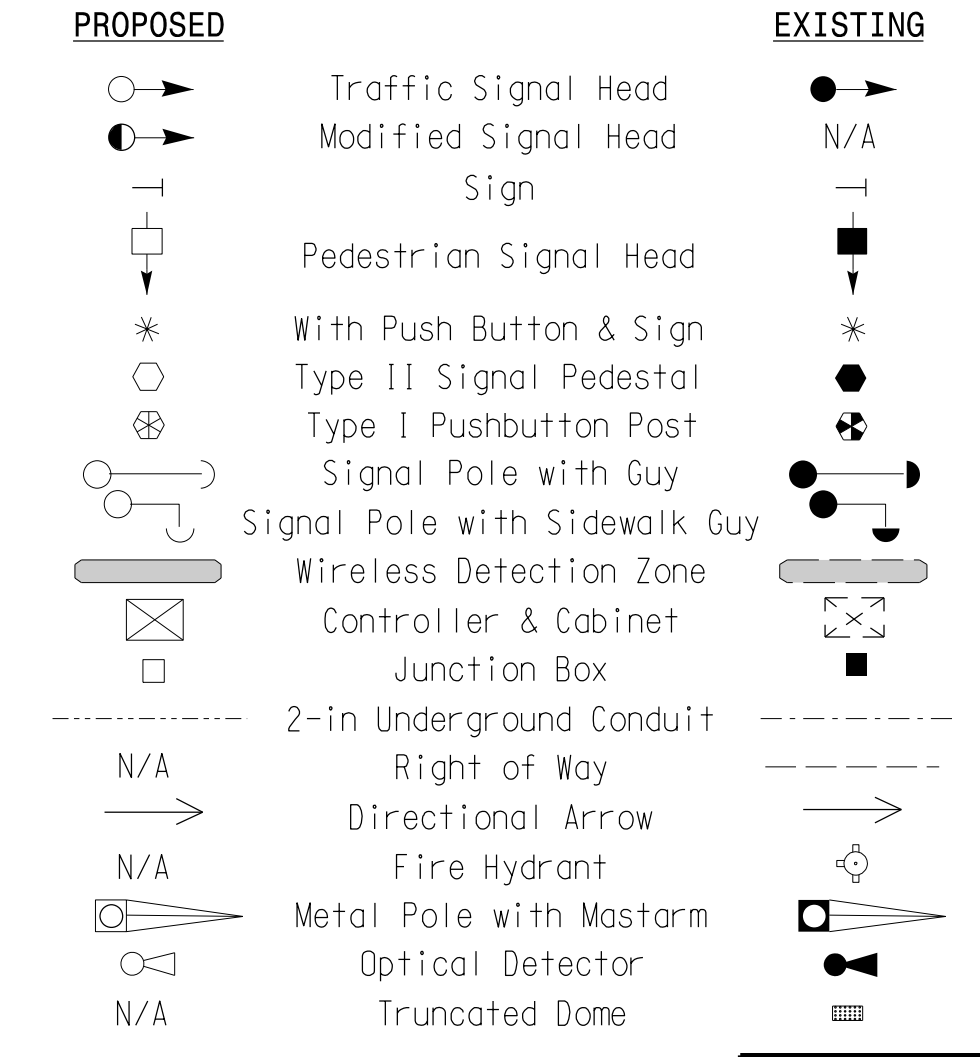 PROPOSED EXISTING
Traffic Signal Head
Modified Signal Head N/A
Sign
Pedestrian Signal Head
With Push Button & Sign
Type II Signal Pedestal
Type I Pushbutton Post
Signal Pole with Guy
Signal Pole with Sidewalk Guy
Wireless Detection Zone
Controller & Cabinet
Junction Box
2-in Underground Conduit
N/A Right of Way
Directional Arrow
N/A Fire Hydrant
Metal Pole with Mastarm
Optical Detector
N/A Truncated Dome